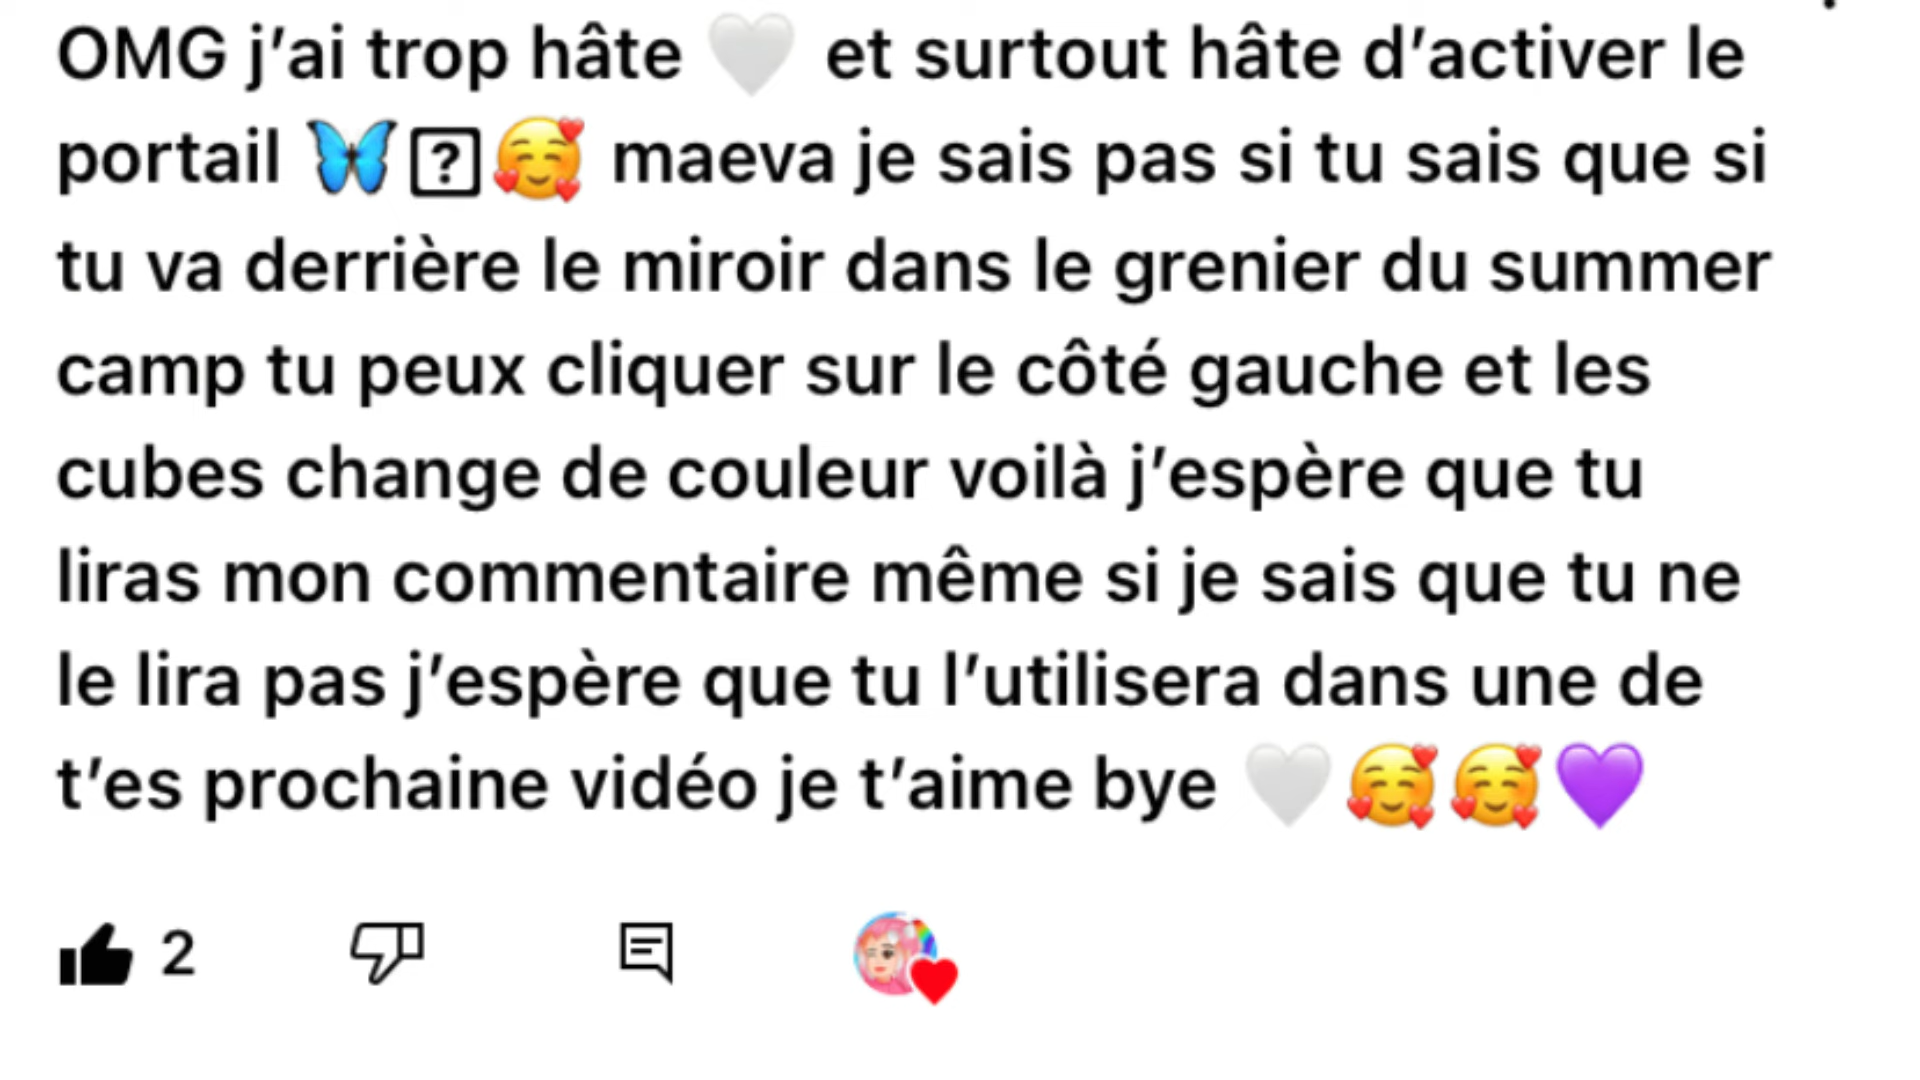 OMG j’ai trop hâte 🤍 et surtout hâte d’activer le
portail 🦋⍰🥰 maeva je sais pas si tu sais que si
tu va derrière le miroir dans le grenier du summer
camp tu peux cliquer sur le côté gauche et les
cubes change de couleur voilà j’espère que tu
liras mon commentaire même si je sais que tu ne
le lira pas j’espère que tu l’utilisera dans une de
t’es prochaine vidéo je t’aime bye 🤍🥰🥰💜
2